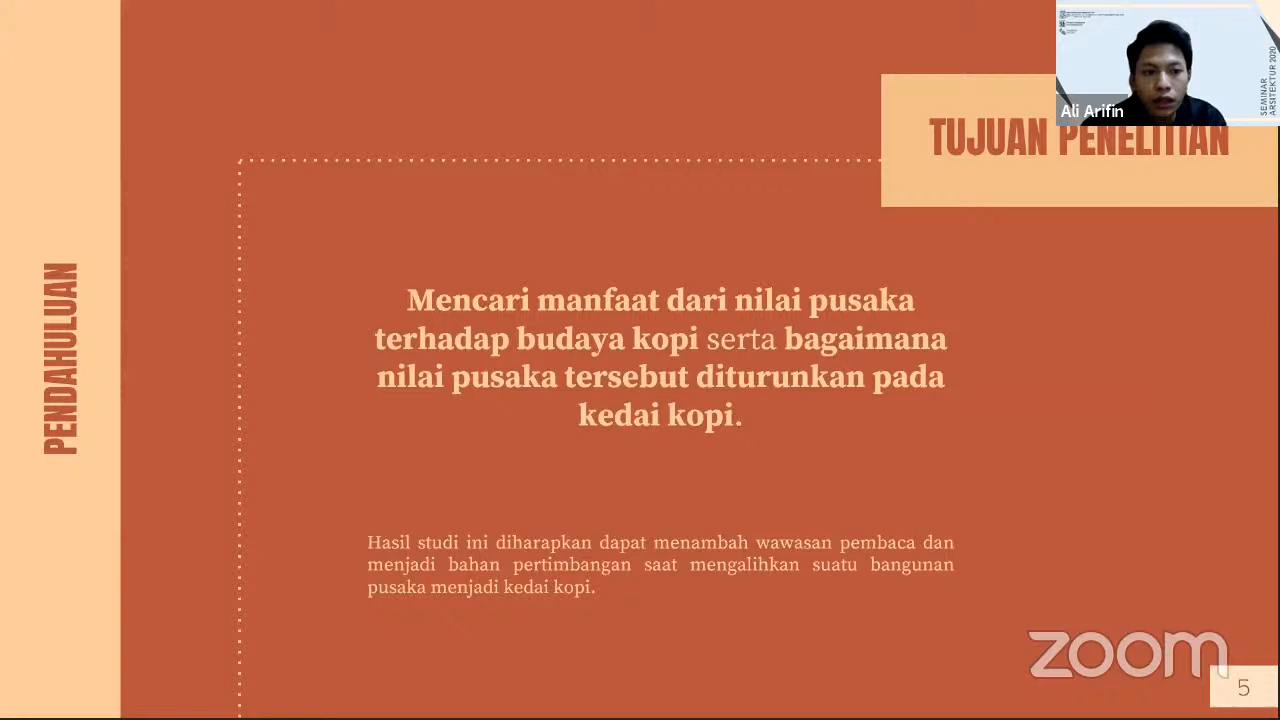 Ali Arifin
SEMINAR
ARSITEKTUR 2020
TUJUAN PENELITIAN
PENDAHULUAN
Mencari manfaat dari nilai pusaka
terhadap budaya kopi serta bagaimana
nilai pusaka tersebut diturunkan pada
kedai kopi.
Hasil studi ini diharapkan dapat menambah wawasan pembaca dan
menjadi bahan pertimbangan saat mengalihkan suatu bangunan
pusaka menjadi kedai kopi.
zoom
5